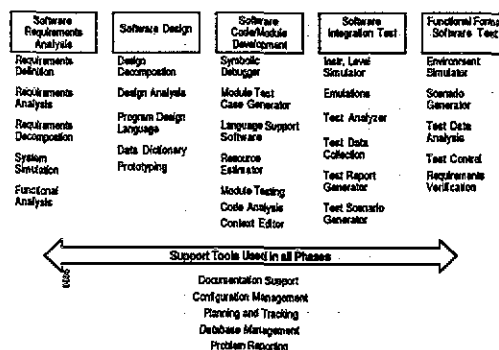 Software
Requirements
Analysis
Software Design
Software
Code/Module
Development
Software
Integration Test
Functional Formal
Software Test
Requirements
Definition
Requirements
Analysis
Requirements
Decomposition
System
Simulation
Functional
Analysis
Design
Decomposition
Design Analysis
Program Design
Language
Data Dictionary
Prototyping
Symbolic
Debugger
Module Test
Case Generator
Language Support
Software
Resource
Estimator
Module Testing
Code Analysis
Context Editor
Instr. Level
Simulator
Emulations
Test Analyzer
Test Data
Collection
Test Report
Generator
Test Scenario
Generator
Environment
Simulator
Scenario
Generator
Test Data
Analysis
Test Control
Requirements
Verification
Support Tools Used in all Phases
Documentation Support
Configuration Management
Planning and Tracking
Database Management
Problem Reporting